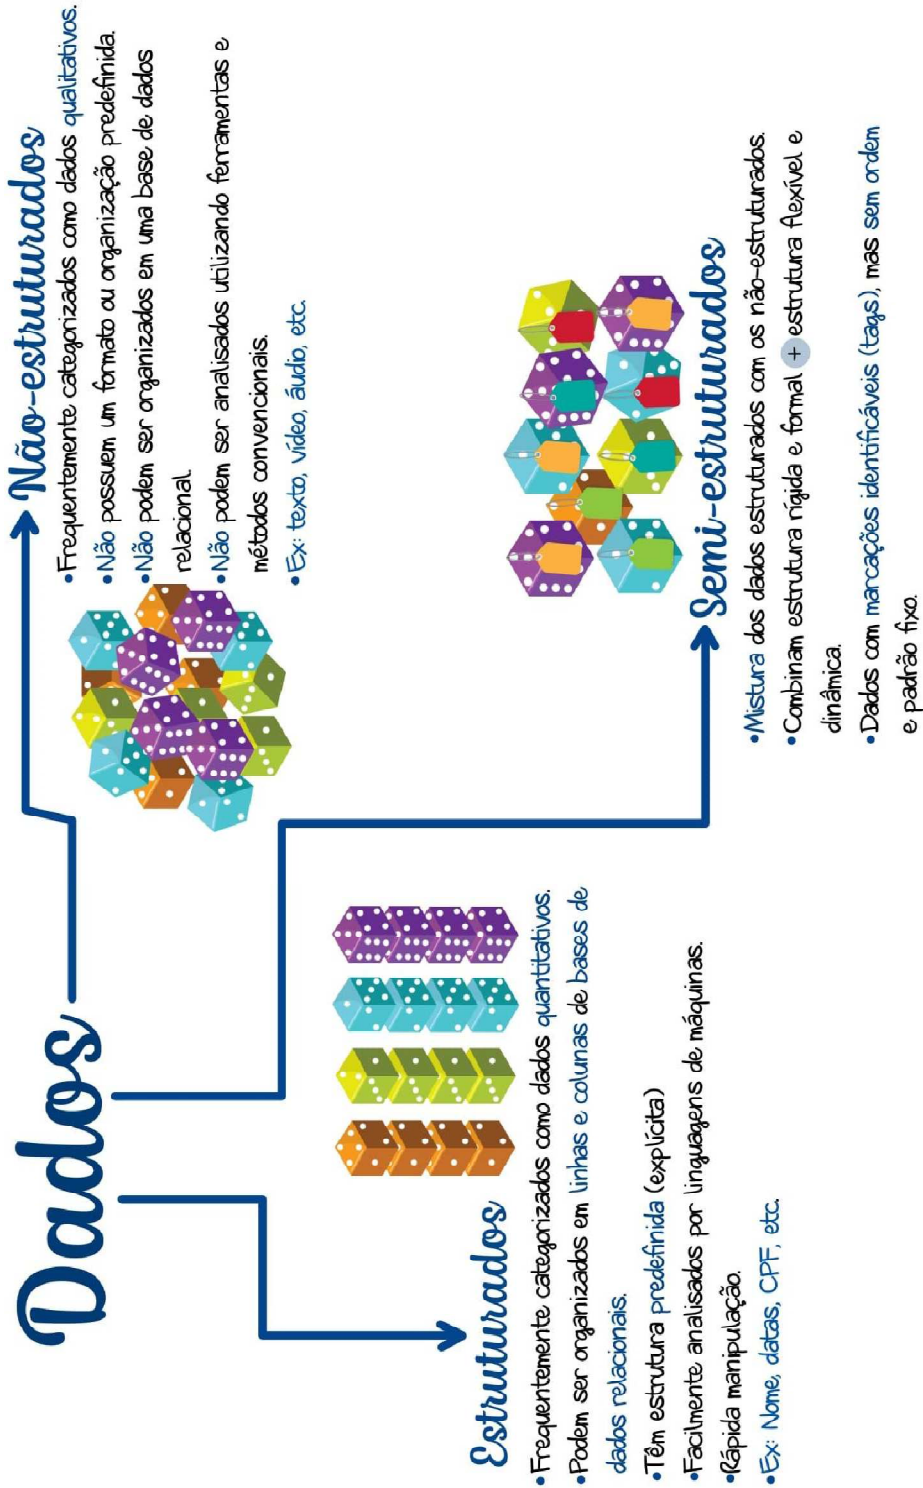 Dados
Estruturados
•Frequentemente categorizados como dados quantitativos.
•Podem ser organizados em linhas e colunas de bases de
dados relacionais.
•Têm estrutura predefinida (explícita)
•Facilmente analisados por linguagens de máquinas.
•Rápida manipulação.
•Ex: Nome, datas, CPF, etc.
Não-estruturados
•Frequentemente categorizados como dados qualitativos.
•Não possuem um formato ou organização predefinida.
•Não podem ser organizados em uma base de dados
relacional.
•Não podem ser analisados utilizando ferramentas e
métodos convencionais.
•Ex: texto, vídeo, áudio, etc.
Semi-estruturados
•Mistura dos dados estruturados com os não-estruturados.
•Combinam estrutura rígida e formal + estrutura flexível e
dinâmica.
•Dados com marcações identificáveis (tags), mas sem ordem
e padrão fixo.